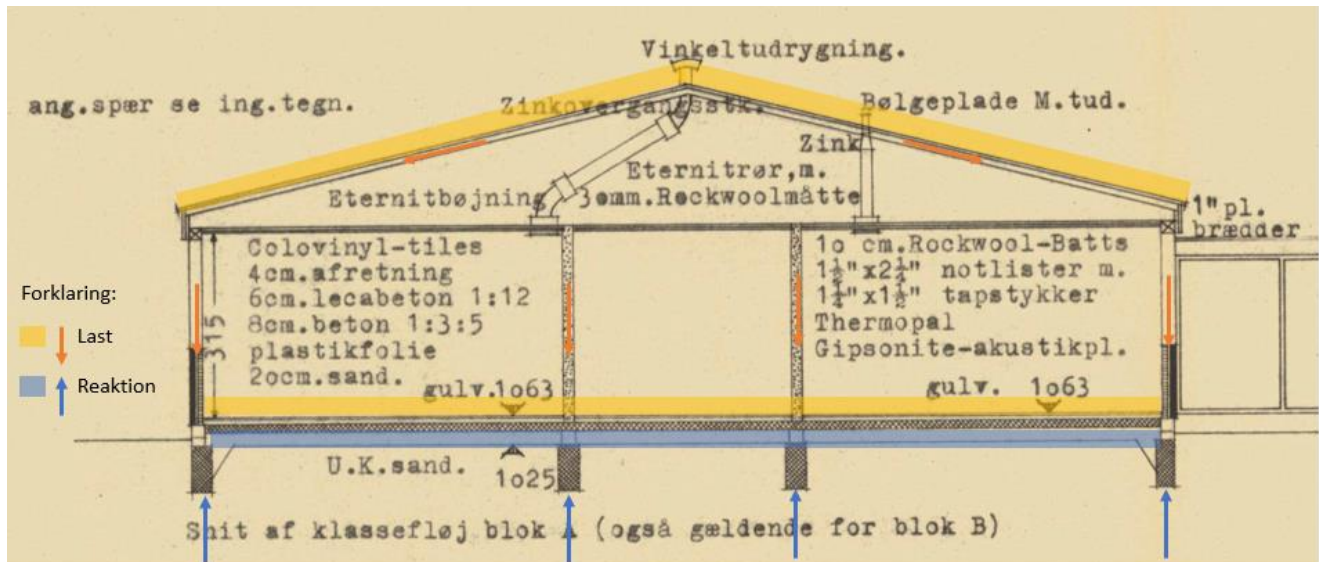 Vinkeltudrygning.
ang.spær se ing.tegn.
Zinkovergangsstk.
Bølgeplade M.tud.
Zink
Eternitrør,m.
Eternitbøjning
30mm.Rockwoolmåtte
1" pl.
brædder
Colovinyl-tiles
4cm.afretning
6cm.lecabeton 1:12
8cm.beton 1:3:5
plastikfolie
2ocm.sand.
315
1o cm.Rockwool-Batts
1½"x2¼" notlister m.
1¼"x1½" tapstykker
Thermopal
Gipsonite-akustikpl.
Forklaring:
Last
Reaktion
gulv.1o63
gulv. 1o63
U.K.sand.
1o25
Snit af klassefløj blok A (også gældende for blok B)